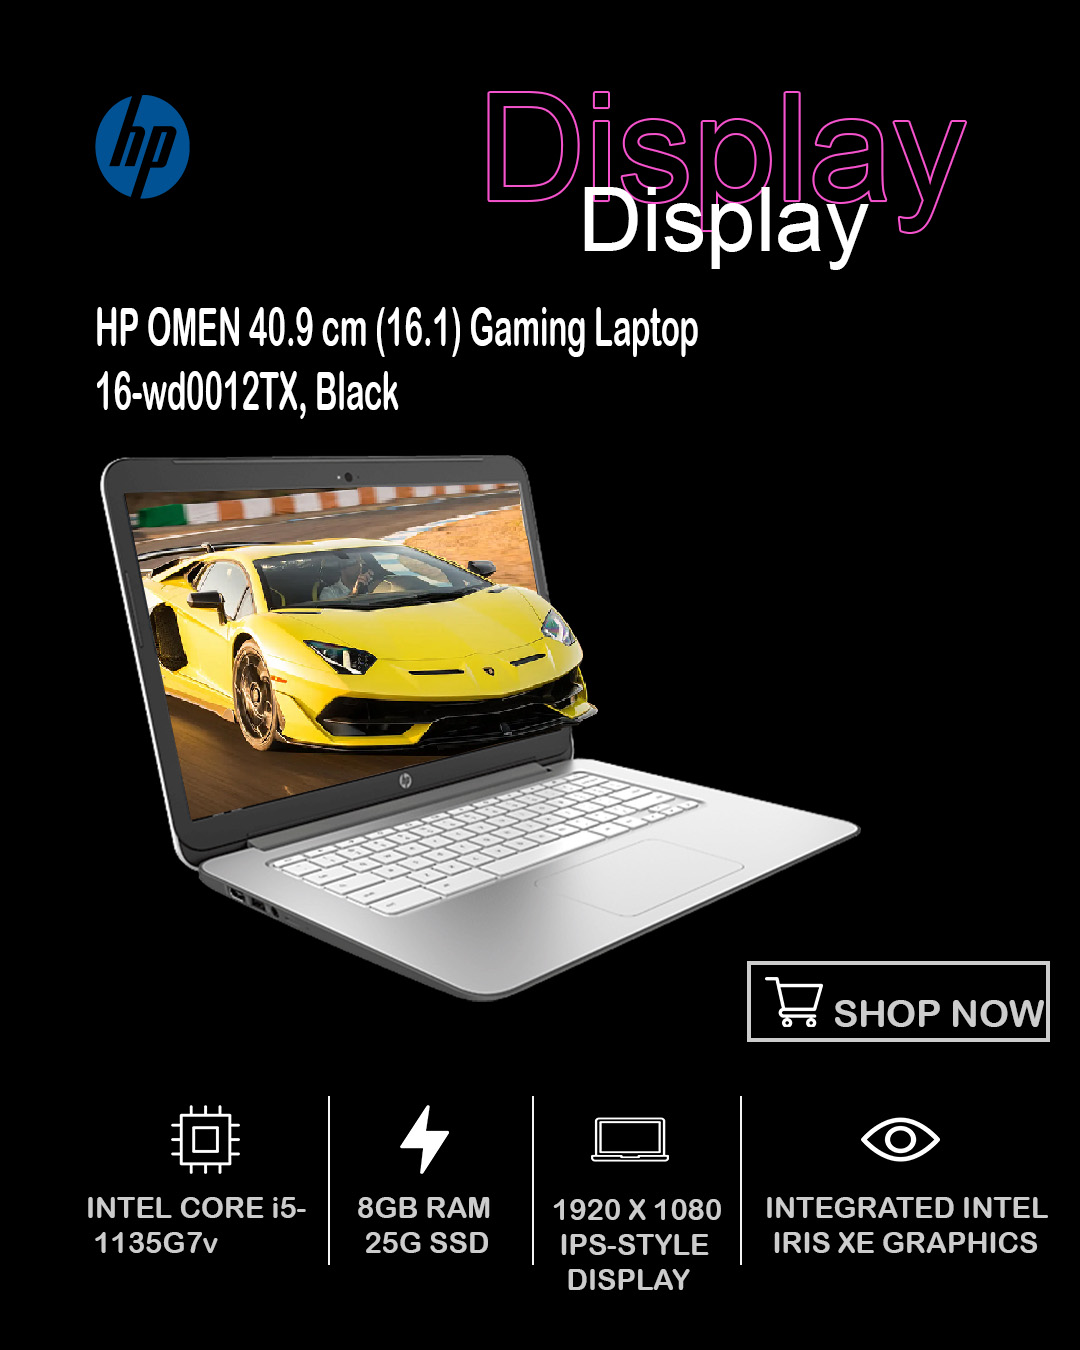 hp
Display
Display
HP OMEN 40.9 cm (16.1) Gaming Laptop
16-wd0012TX, Black
hp
SHOP NOW
INTEL CORE i5-
1135G7v
8GB RAM
25G SSD
1920 X 1080
IPS-STYLE
DISPLAY
INTEGRATED INTEL
IRIS XE GRAPHICS